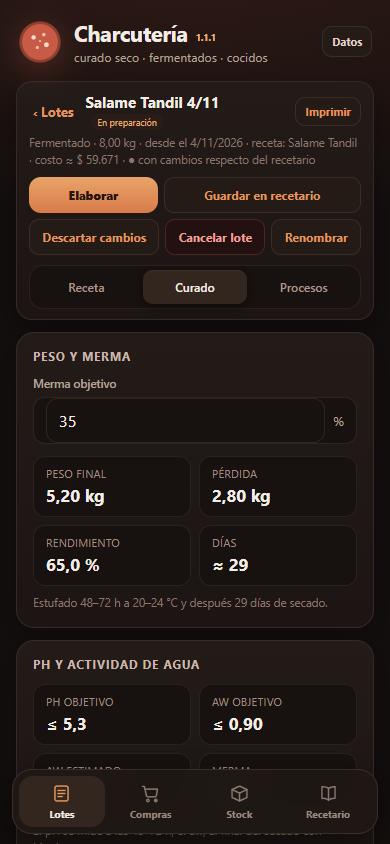 Charcutería 1.1.1
curado seco · fermentados · cocidos
Datos
‹ Lotes
Salame Tandil 4/11
En preparación
Imprimir
Fermentado · 8,00 kg · desde el 4/11/2026 · receta: Salame Tandil
· costo ≈ $ 59.671 · ● con cambios respecto del recetario
Elaborar
Guardar en recetario
Descartar cambios
Cancelar lote
Renombrar
Receta
Curado
Procesos
PESO Y MERMA
Merma objetivo
35
%
PESO FINAL
5,20 kg
PÉRDIDA
2,80 kg
RENDIMIENTO
65,0 %
DÍAS
≈ 29
Estufado 48–72 h a 20–24 °C y después 29 días de secado.
PH Y ACTIVIDAD DE AGUA
PH OBJETIVO
≤ 5,3
AW OBJETIVO
≤ 0,90
AW ESTIMADO
MERMA
Lotes
Compras
Stock
Recetario